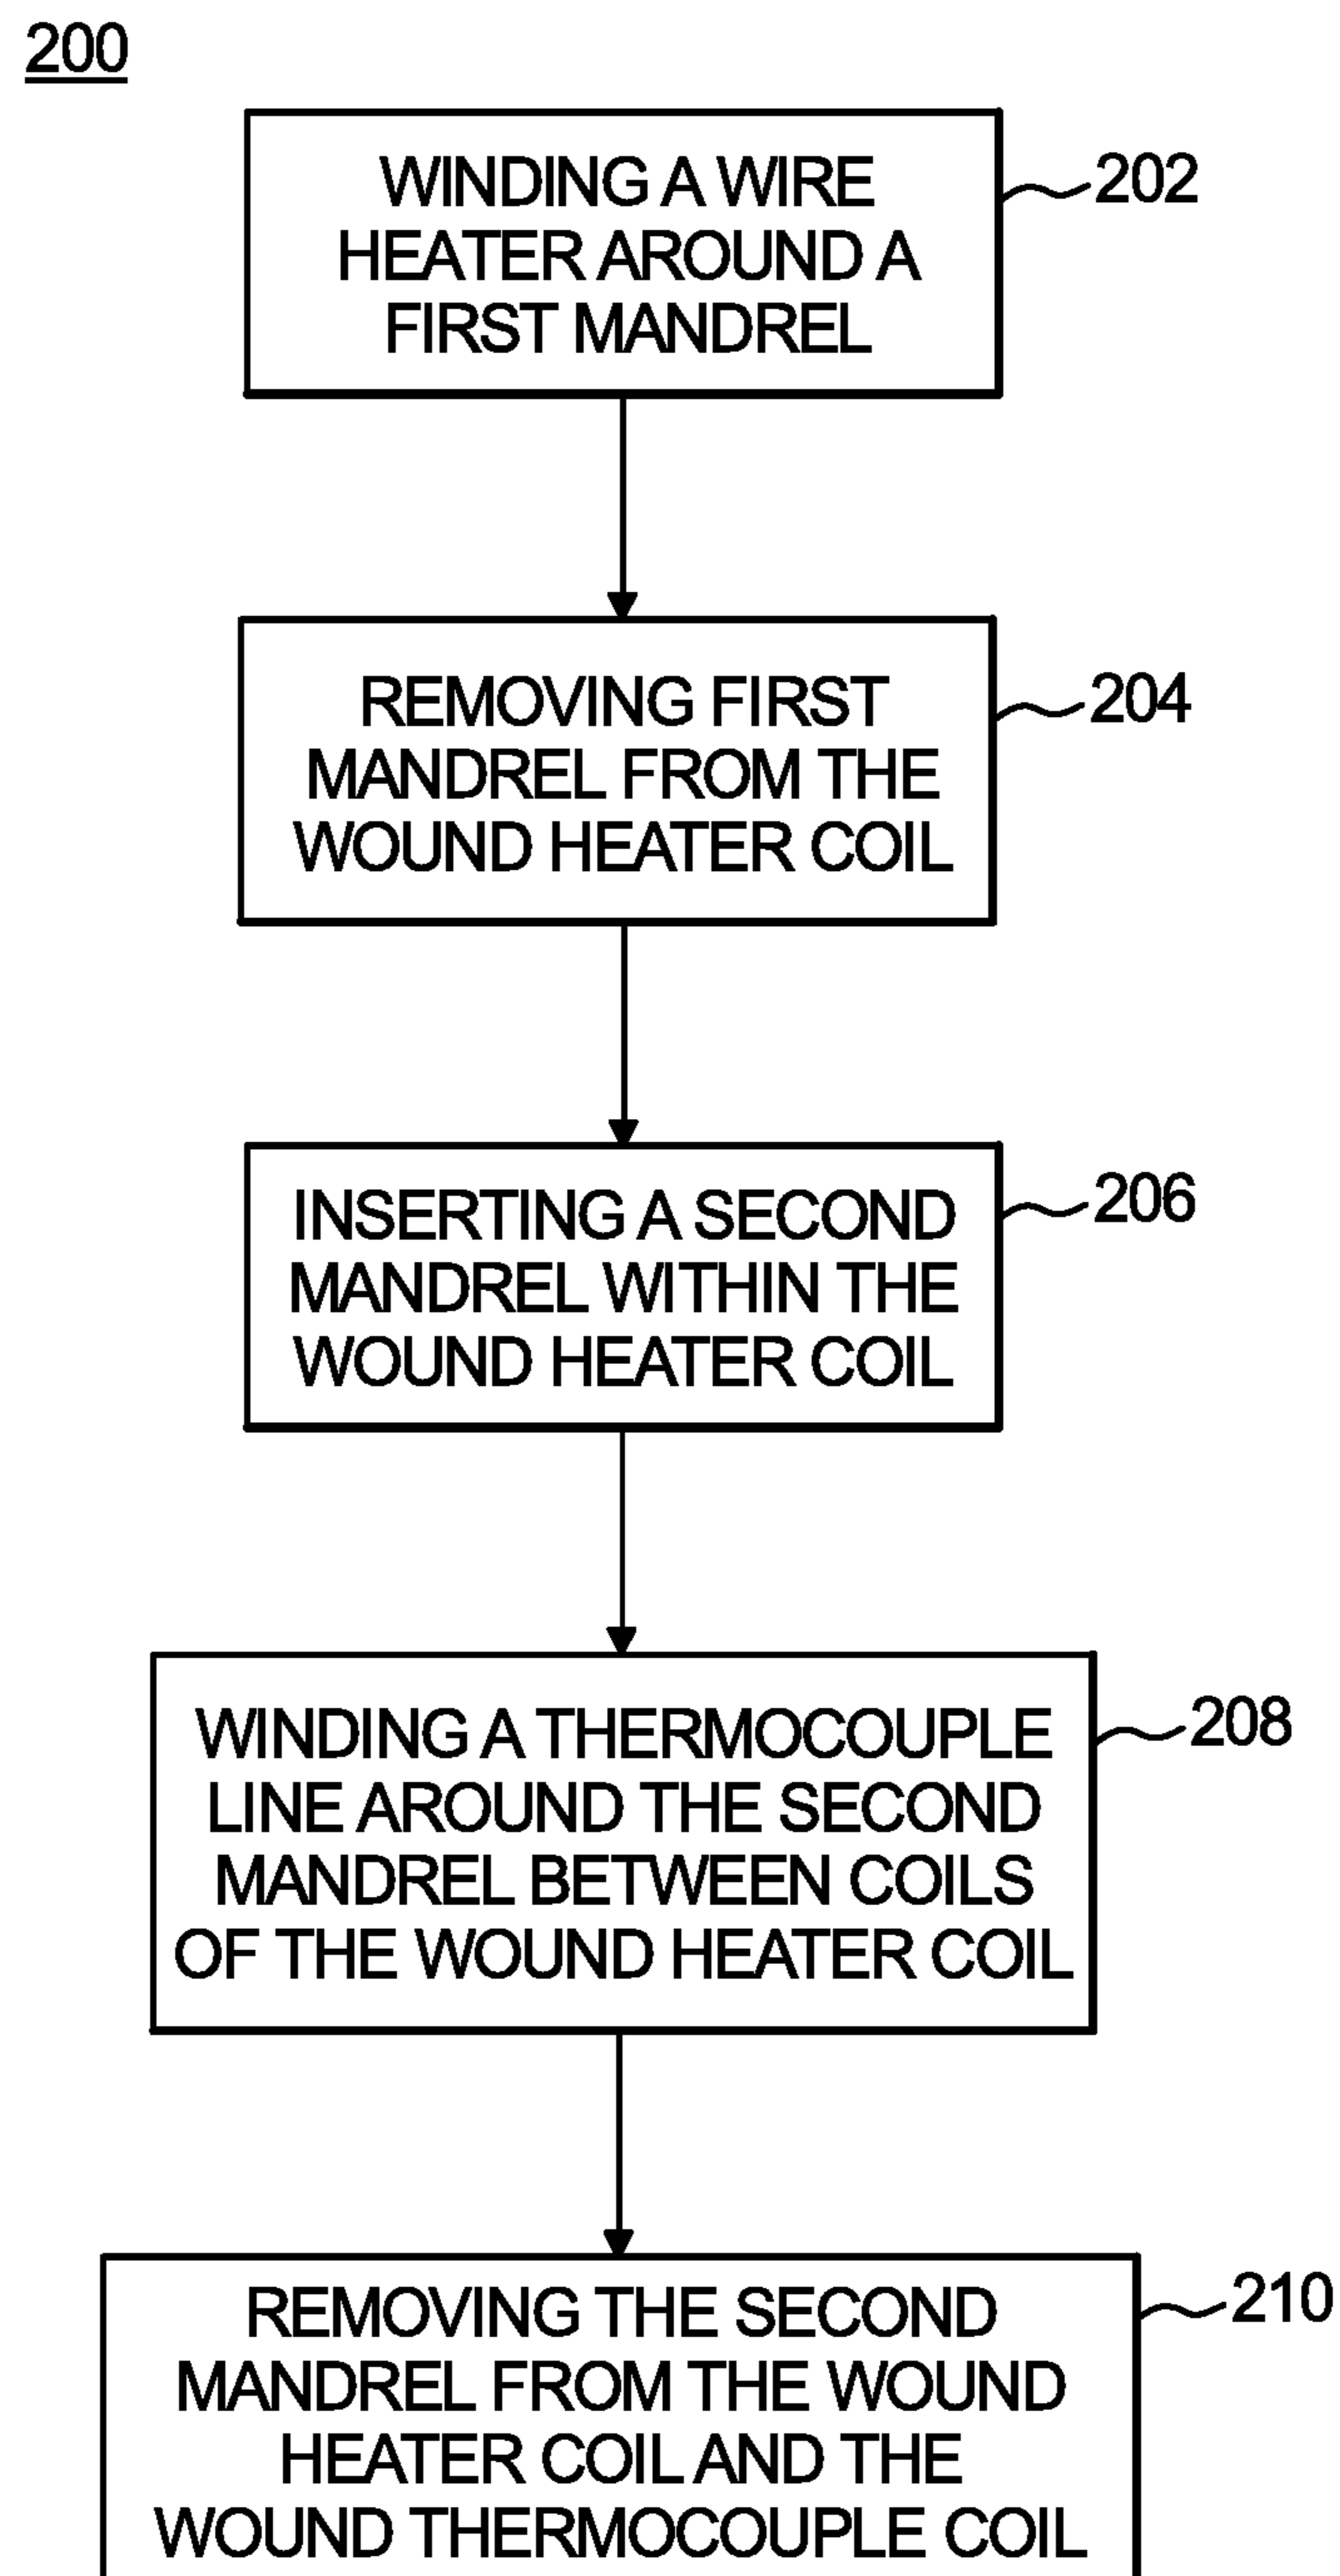 200
WINDING A WIRE
HEATER AROUND A
FIRST MANDREL
202
REMOVING FIRST
MANDREL FROM THE
WOUND HEATER COIL
204
INSERTING A SECOND
MANDREL WITHIN THE
WOUND HEATER COIL
206
WINDING A THERMOCOUPLE
LINE AROUND THE SECOND
MANDREL BETWEEN COILS
OF THE WOUND HEATER COIL
208
REMOVING THE SECOND
MANDREL FROM THE WOUND
HEATER COIL AND THE
WOUND THERMOCOUPLE COIL
210